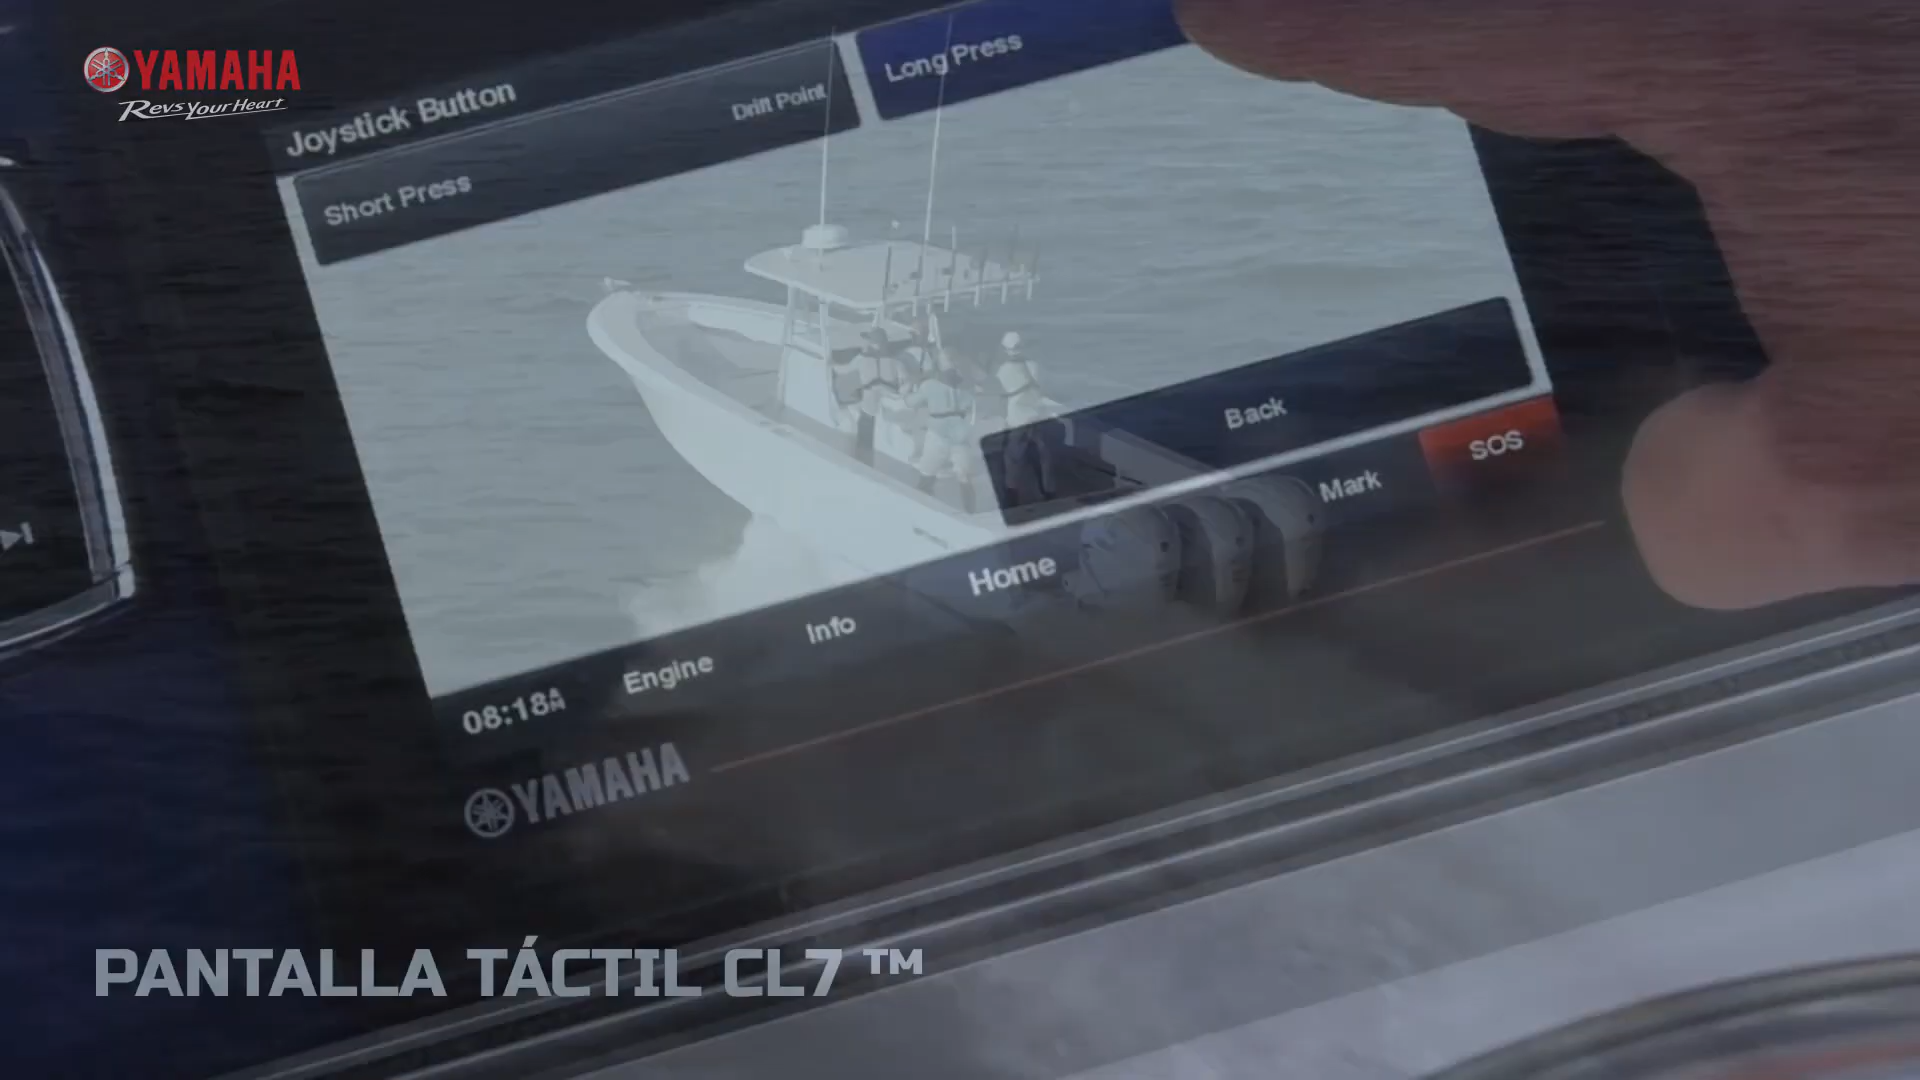 YAMAHA
Revs Your Heart
Joystick Button
Short Press
Drift Point
Long Press
Back
08:18AM
Engine
Info
Home
Mark
SOS
YAMAHA
PANTALLA TÁCTIL CL7 ™